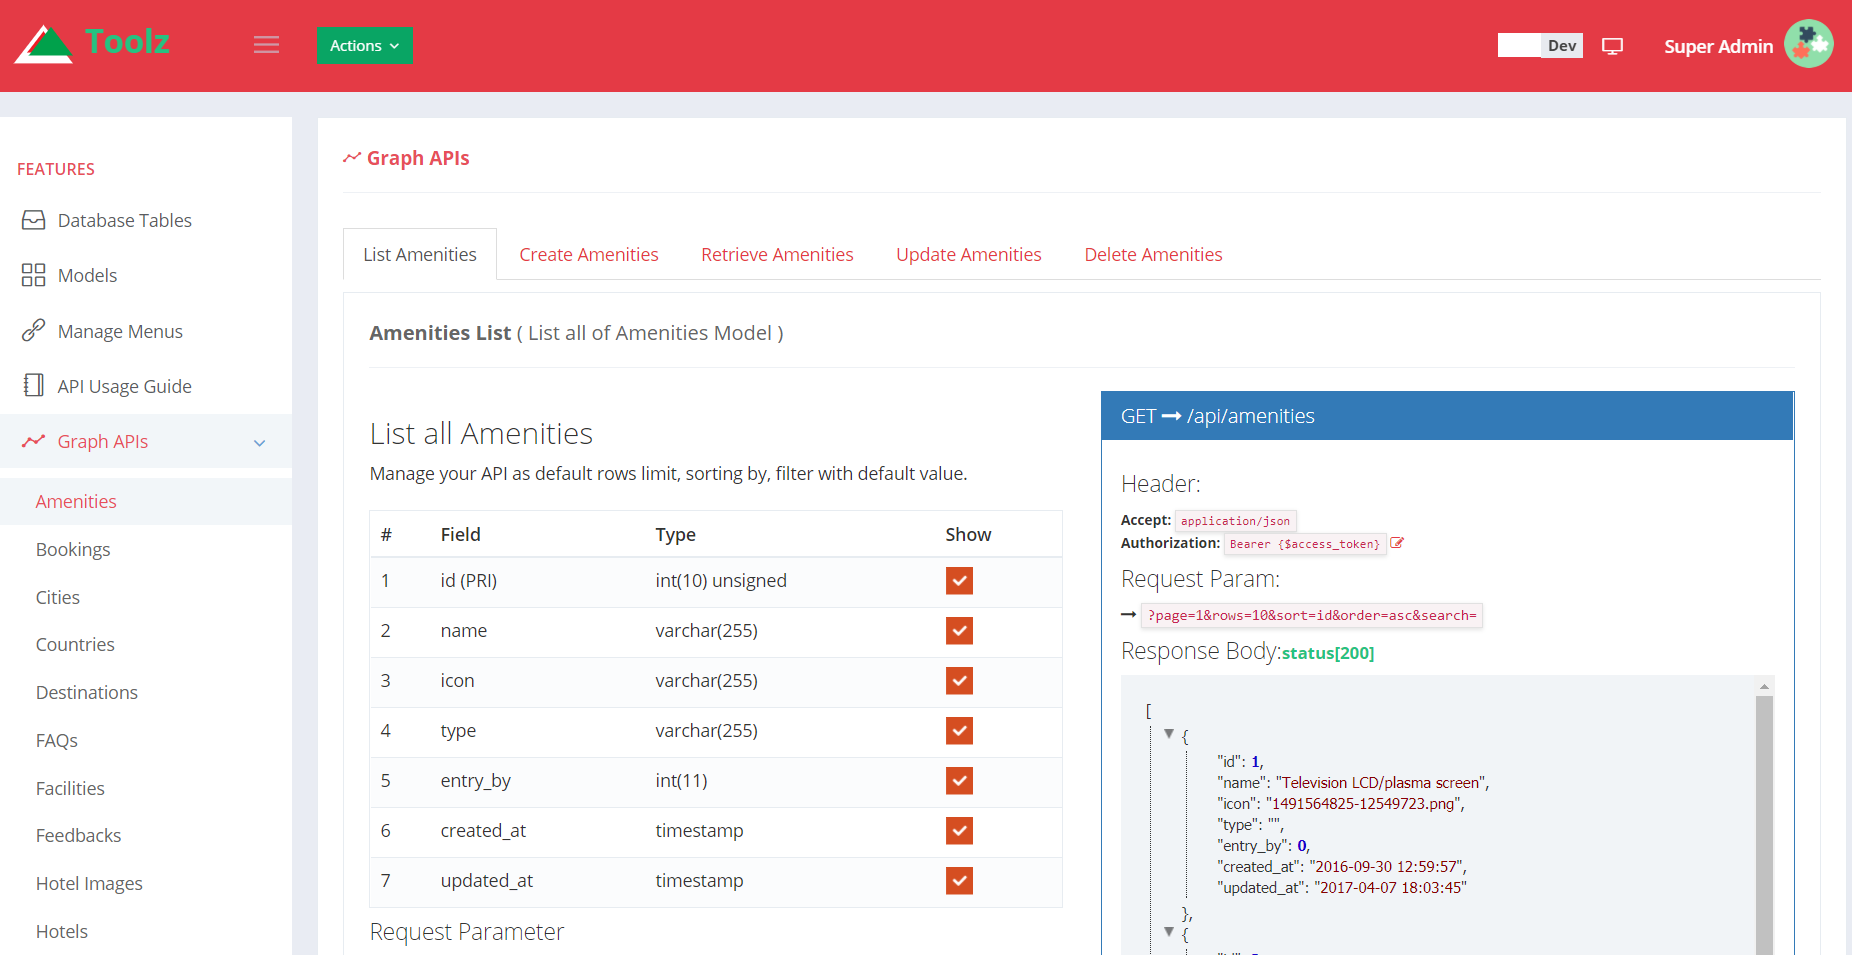 Toolz
Actions
Dev
Super Admin
FEATURES
Database Tables
Models
Manage Menus
API Usage Guide
Graph APIs
Amenities
Bookings
Cities
Countries
Destinations
FAQs
Facilities
Feedbacks
Hotel Images
Hotels
Graph APIs
List Amenities Create Amenities Retrieve Amenities Update Amenities Delete Amenities
Amenities List ( List all of Amenities Model )
List all Amenities
Manage your API as default rows limit, sorting by, filter with default value.
# Field Type Show
1 id (PRI) int(10) unsigned
2 name varchar(255)
3 icon varchar(255)
4 type varchar(255)
5 entry_by int(11)
6 created_at timestamp
7 updated_at timestamp
Request Parameter
GET → /api/amenities
Header:
Accept: application/json
Authorization: Bearer {$access_token}
Request Param:
→ ?page=1&rows=10&sort=id&order=asc&search=
Response Body:status[200]
[
{
"id": 1,
"name": "Television LCD/plasma screen",
"icon": "1491564825-12549723.png",
"type": "",
"entry_by": 0,
"created_at": "2016-09-30 12:59:57",
"updated_at": "2017-04-07 18:03:45"
},
{